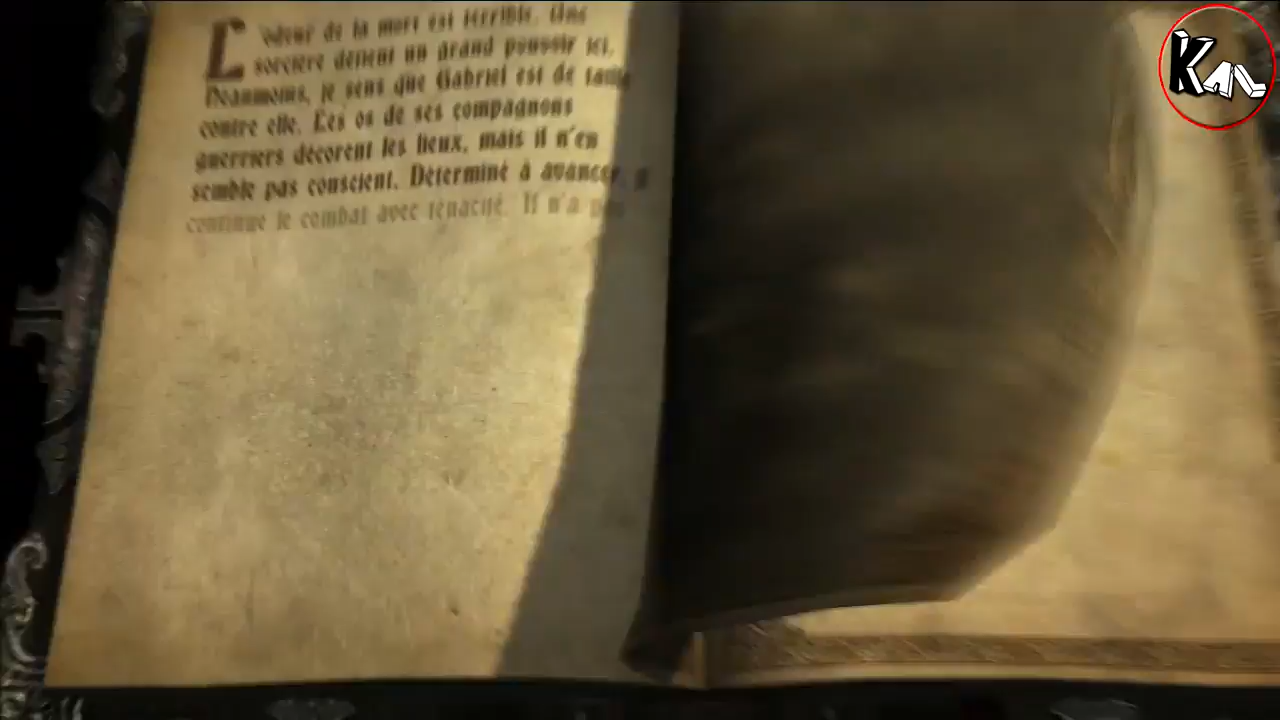 L'odeur de la mort est terrible. Une
sorcière détient un grand pouvoir ici.
Néanmoins, je sens que Gabriel est de taille
contre elle. Les os de ses compagnons
guerriers décorent les lieux, mais il n'en
semble pas conscient. Déterminé à avancer, il
continue le combat avec ténacité. Il n'a pas
KAL